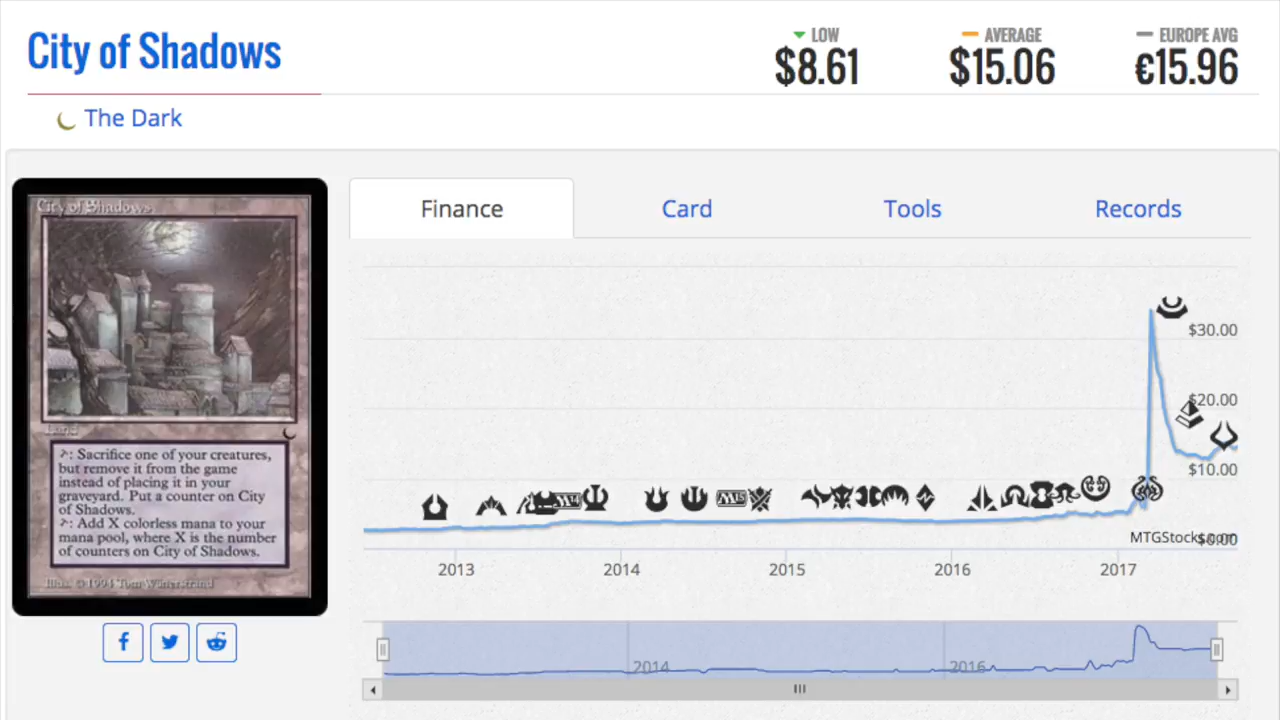 City of Shadows
LOW
$8.61
AVERAGE
$15.06
EUROPE AVG
€15.96
The Dark
Finance
Card
Tools
Records
City of Shadows
Land
: Sacrifice one of your creatures,
but remove it from the game
instead of placing it in your
graveyard. Put a counter on City
of Shadows.
: Add X colorless mana to your
mana pool, where X is the number
of counters on City of Shadows.
Illus. ©1994 Tom Wänerstrand
$30.00
$20.00
$10.00
$0.00
MTGStocks.com
2013
2014
2015
2016
2017
2014
2016